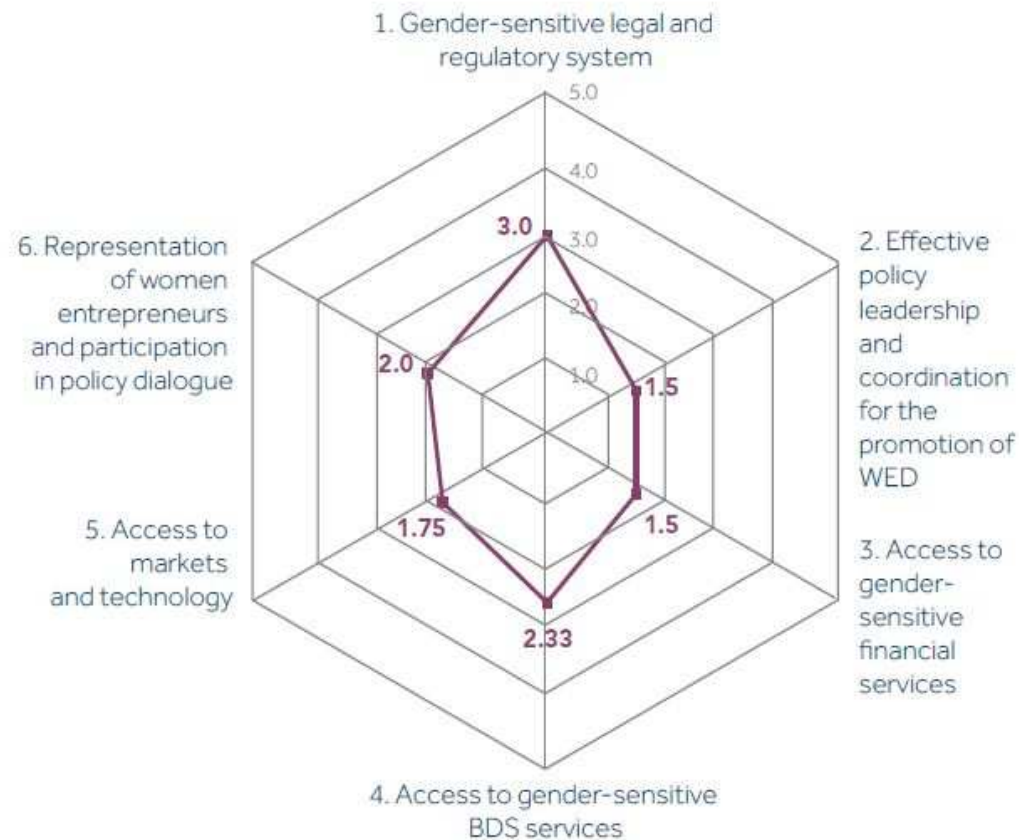 1. Gender-sensitive legal and
regulatory system
5.0
4.0
3.0
3.0
2.0
1.0
6. Representation
of women
entrepreneurs
and participation
in policy dialogue
2.0
2. Effective
policy
leadership
and
coordination
for the
promotion of
WED
1.5
5. Access to
markets
and technology
1.75
1.5
3. Access to
gender-
sensitive
financial
services
2.33
4. Access to gender-sensitive
BDS services